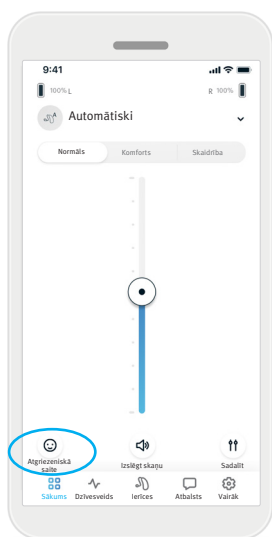 9:41
100% L
R 100%
A
Automātiski
Normāls
Komforts
Skaidrība
Atgriezeniskā
saite
Izslēgt skaņu
Sadalīt
Sākums
Dzīvesveids
Ierīces
Atbalsts
Vairāk